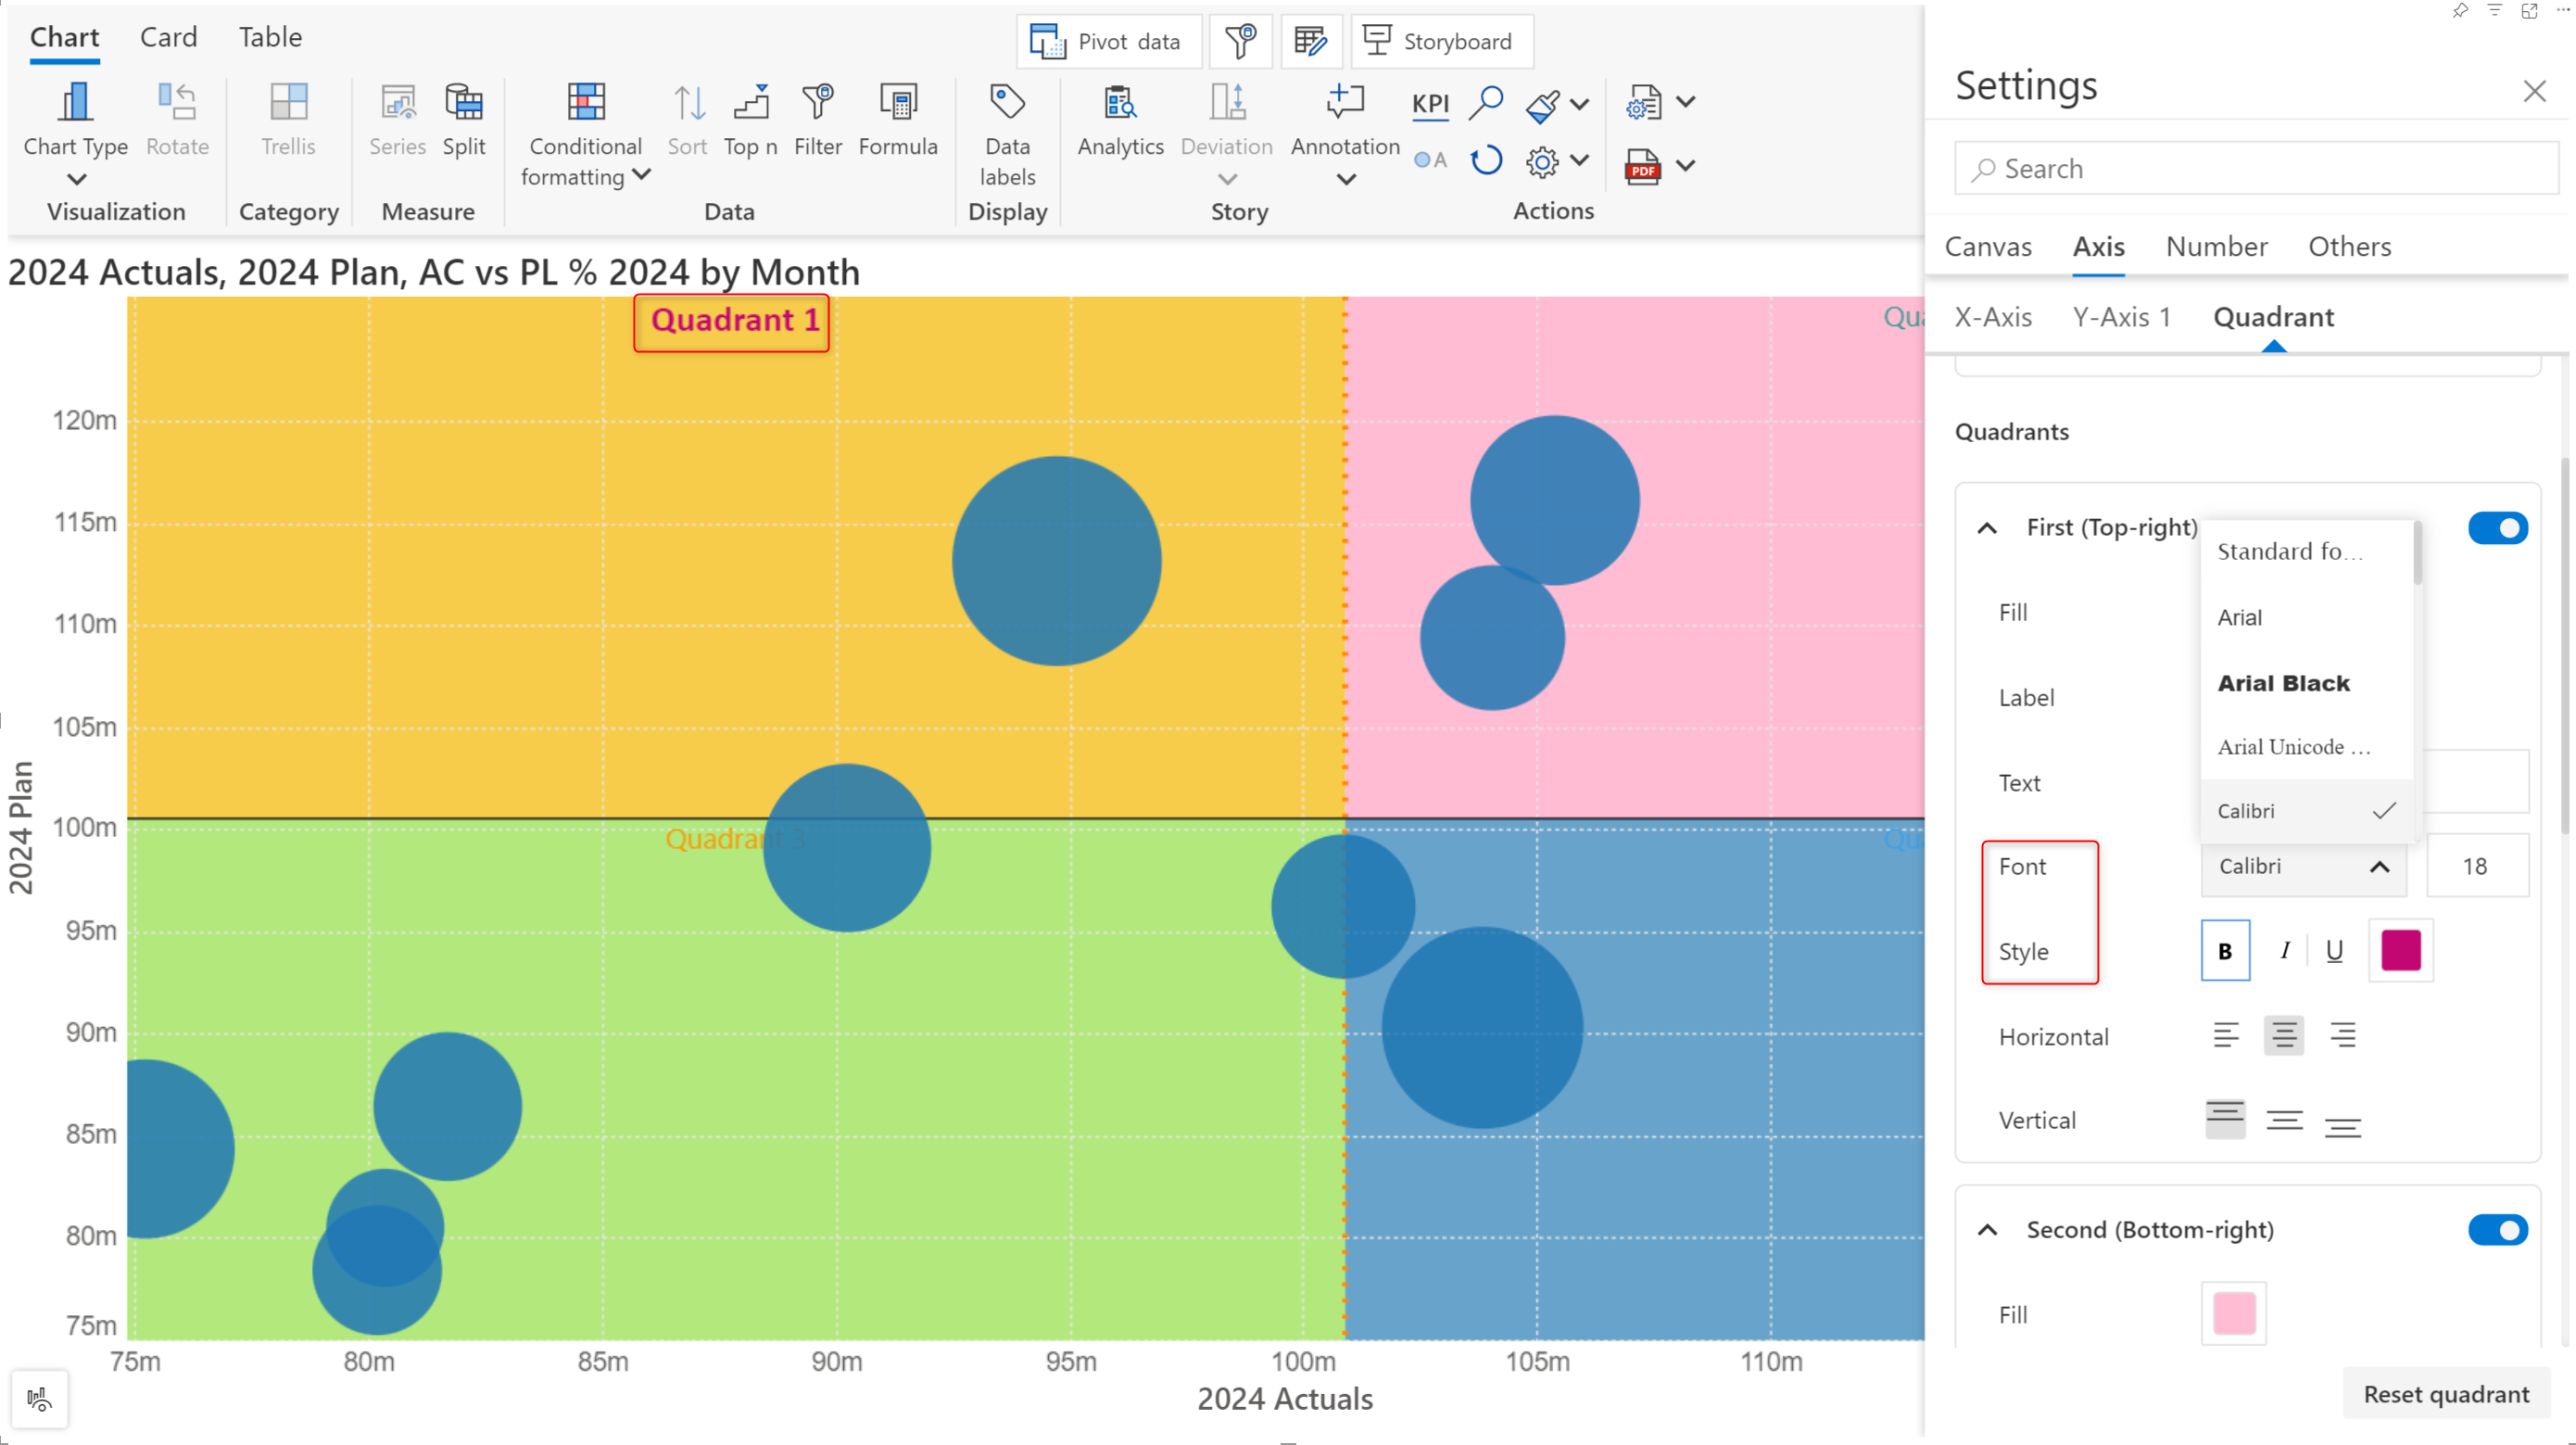 Chart Card Table
Pivot data
Storyboard
Chart Type
Rotate
Trellis
Series
Split
Conditional
formatting
Sort
Top n
Filter
Formula
Data
labels
Analytics
Deviation
Annotation
KPI
A
PDF
Visualization
Category
Measure
Data
Display
Story
Actions
2024 Actuals, 2024 Plan, AC vs PL % 2024 by Month
Quadrant 1
Qua
120m
115m
110m
105m
100m
95m
90m
85m
80m
75m
2024 Plan
Quadrant 3
Qua
75m 80m 85m 90m 95m 100m 105m 110m
2024 Actuals
Settings
Search
Canvas Axis Number Others
X-Axis Y-Axis 1 Quadrant
Quadrants
First (Top-right)
Fill
Label
Text
Standard fo...
Arial
Arial Black
Arial Unicode ...
Calibri
Font
Calibri
18
Style
B I U
Horizontal
Vertical
Second (Bottom-right)
Fill
Reset quadrant